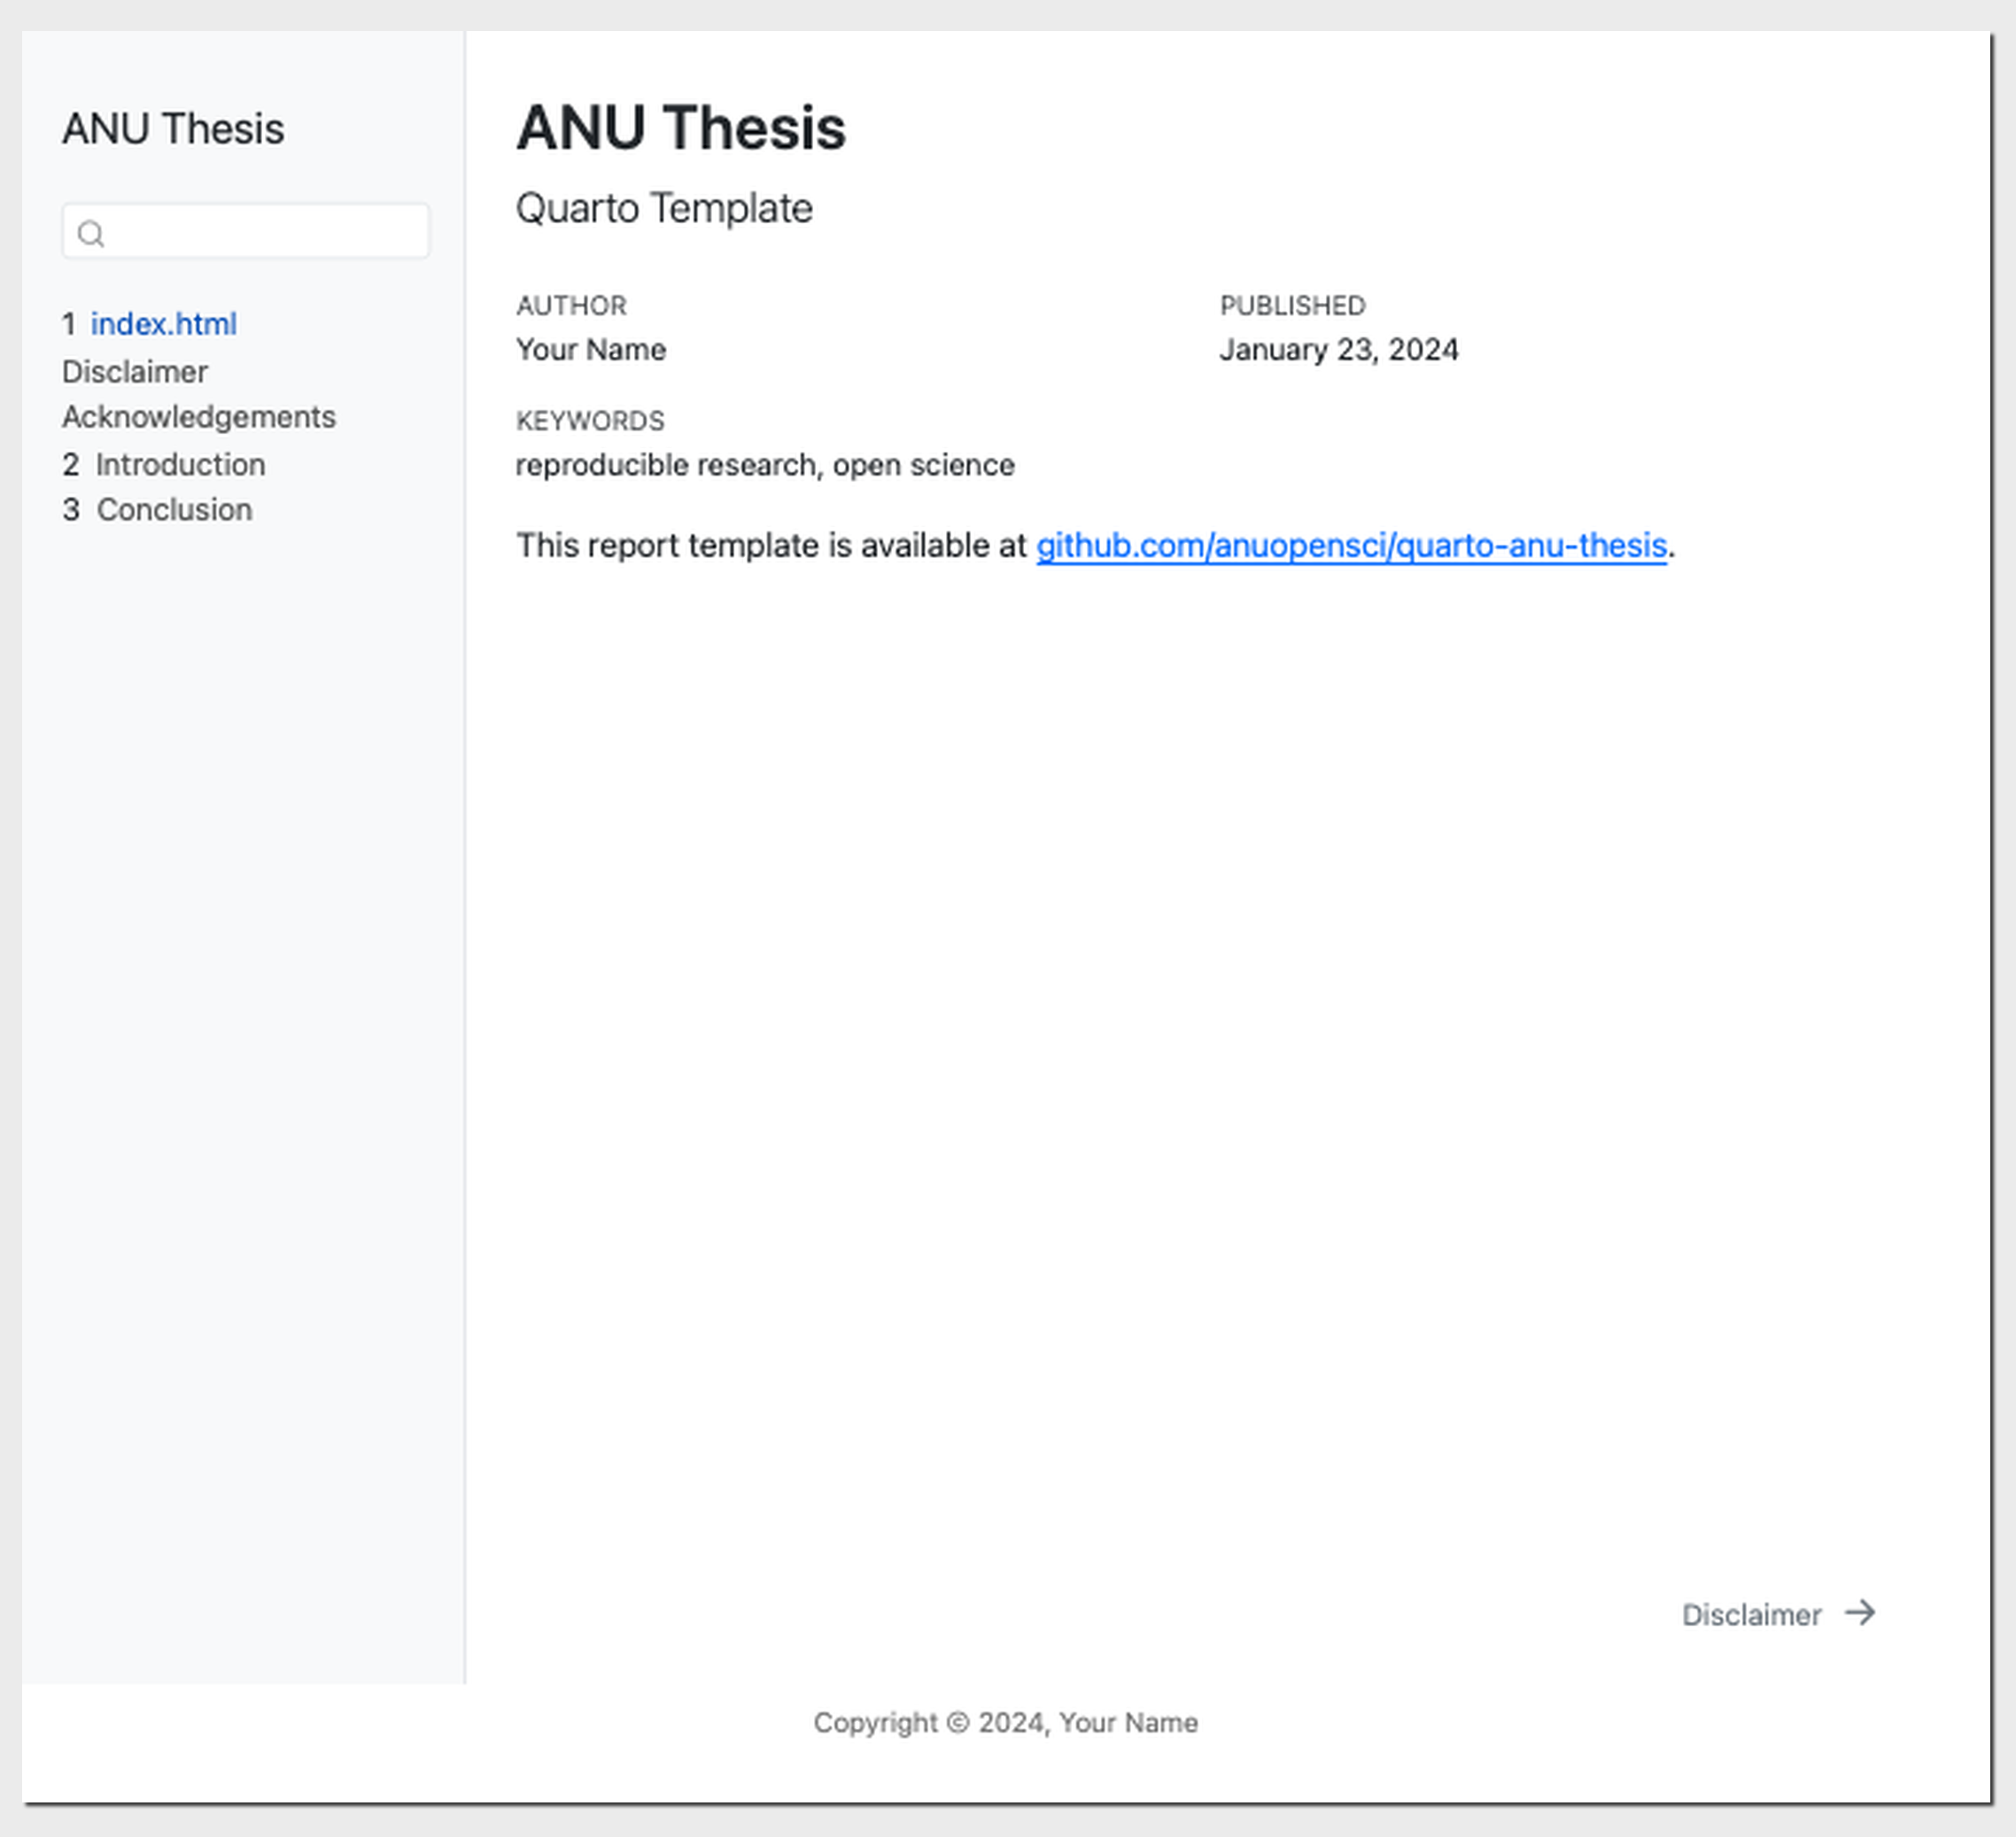 ANU Thesis
1 index.html
Disclaimer
Acknowledgements
2 Introduction
3 Conclusion
ANU Thesis
Quarto Template
AUTHOR
Your Name
PUBLISHED
January 23, 2024
KEYWORDS
reproducible research, open science
This report template is available at github.com/anuopensci/quarto-anu-thesis.
Disclaimer →
Copyright © 2024, Your Name